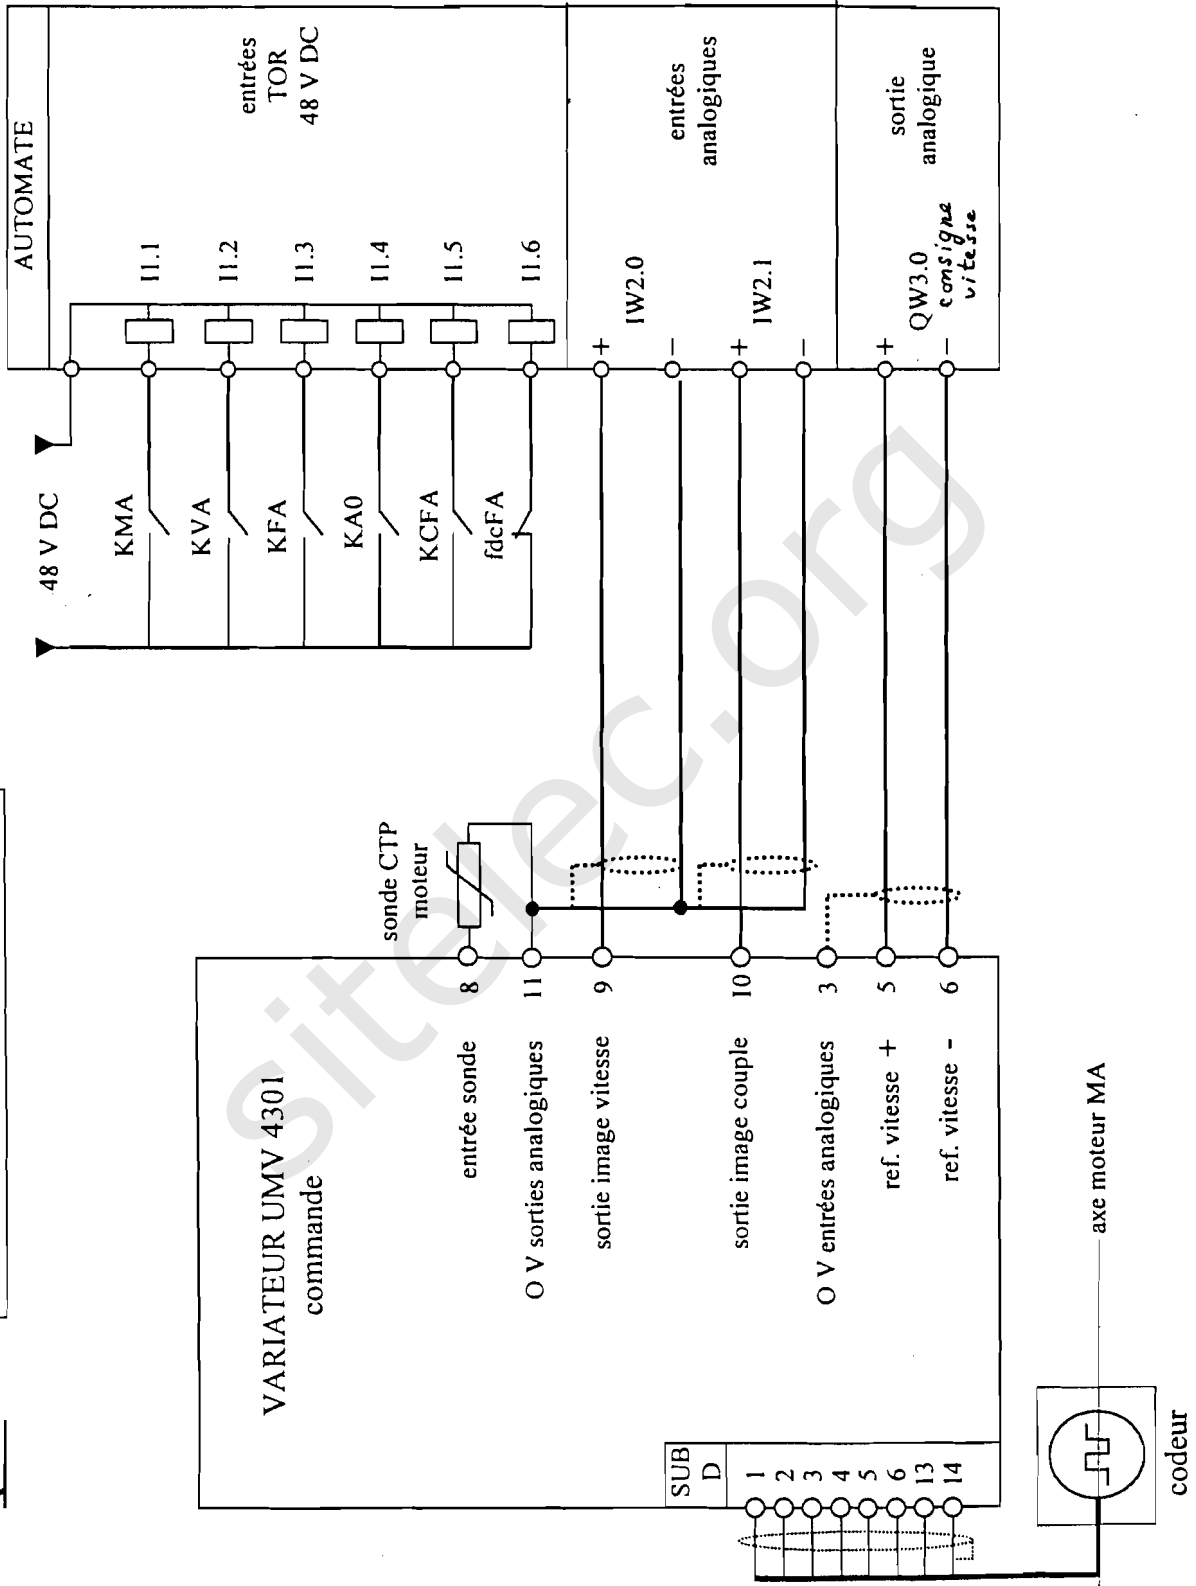 AUTOMATE
entrées
TOR
48 V DC
entrées
analogiques
sortie
analogique
I1.1
I1.2
I1.3
I1.4
I1.5
I1.6
+
IW2.0
-
+
IW2.1
-
+
QW3.0
consigne
vitesse
-
48 V DC
KMA
KVA
KFA
KA0
KCFA
fdcFA
sonde CTP
moteur
VARIATEUR UMV 4301
commande
8
entrée sonde
11
O V sorties analogiques
9
sortie image vitesse
10
sortie image couple
3
O V entrées analogiques
5
ref. vitesse +
6
ref. vitesse -
SUB
D
1
2
3
4
5
6
13
14
axe moteur MA
codeur
sitelec.org